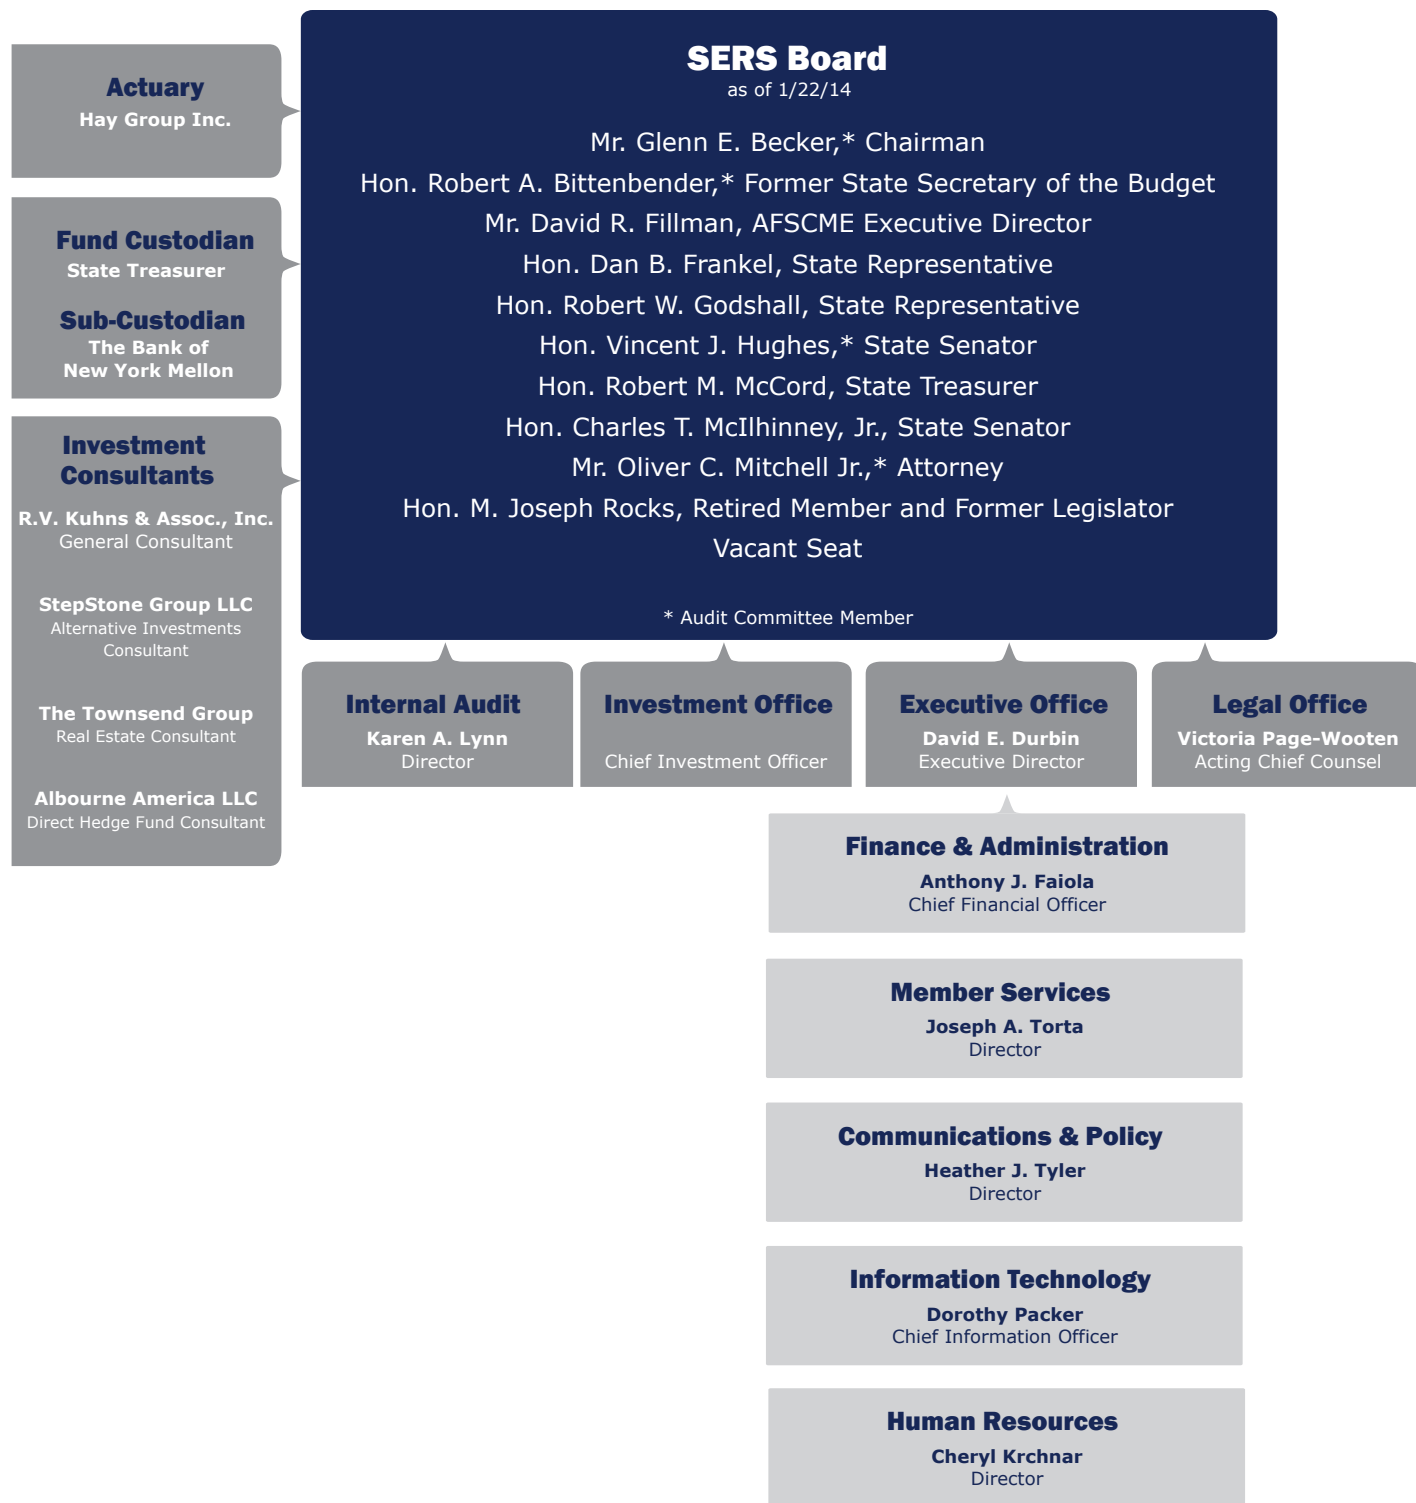 Actuary
Hay Group Inc.
Fund Custodian
State Treasurer
Sub-Custodian
The Bank of
New York Mellon
Investment
Consultants
R.V. Kuhns & Assoc., Inc.
General Consultant
StepStone Group LLC
Alternative Investments
Consultant
The Townsend Group
Real Estate Consultant
Albourne America LLC
Direct Hedge Fund Consultant
SERS Board
as of 1/22/14
Mr. Glenn E. Becker,* Chairman
Hon. Robert A. Bittenbender,* Former State Secretary of the Budget
Mr. David R. Fillman, AFSCME Executive Director
Hon. Dan B. Frankel, State Representative
Hon. Robert W. Godshall, State Representative
Hon. Vincent J. Hughes,* State Senator
Hon. Robert M. McCord, State Treasurer
Hon. Charles T. McIlhinney, Jr., State Senator
Mr. Oliver C. Mitchell Jr.,* Attorney
Hon. M. Joseph Rocks, Retired Member and Former Legislator
Vacant Seat
* Audit Committee Member
Internal Audit
Karen A. Lynn
Director
Investment Office
Chief Investment Officer
Executive Office
David E. Durbin
Executive Director
Legal Office
Victoria Page-Wooten
Acting Chief Counsel
Finance & Administration
Anthony J. Faiola
Chief Financial Officer
Member Services
Joseph A. Torta
Director
Communications & Policy
Heather J. Tyler
Director
Information Technology
Dorothy Packer
Chief Information Officer
Human Resources
Cheryl Krchnar
Director